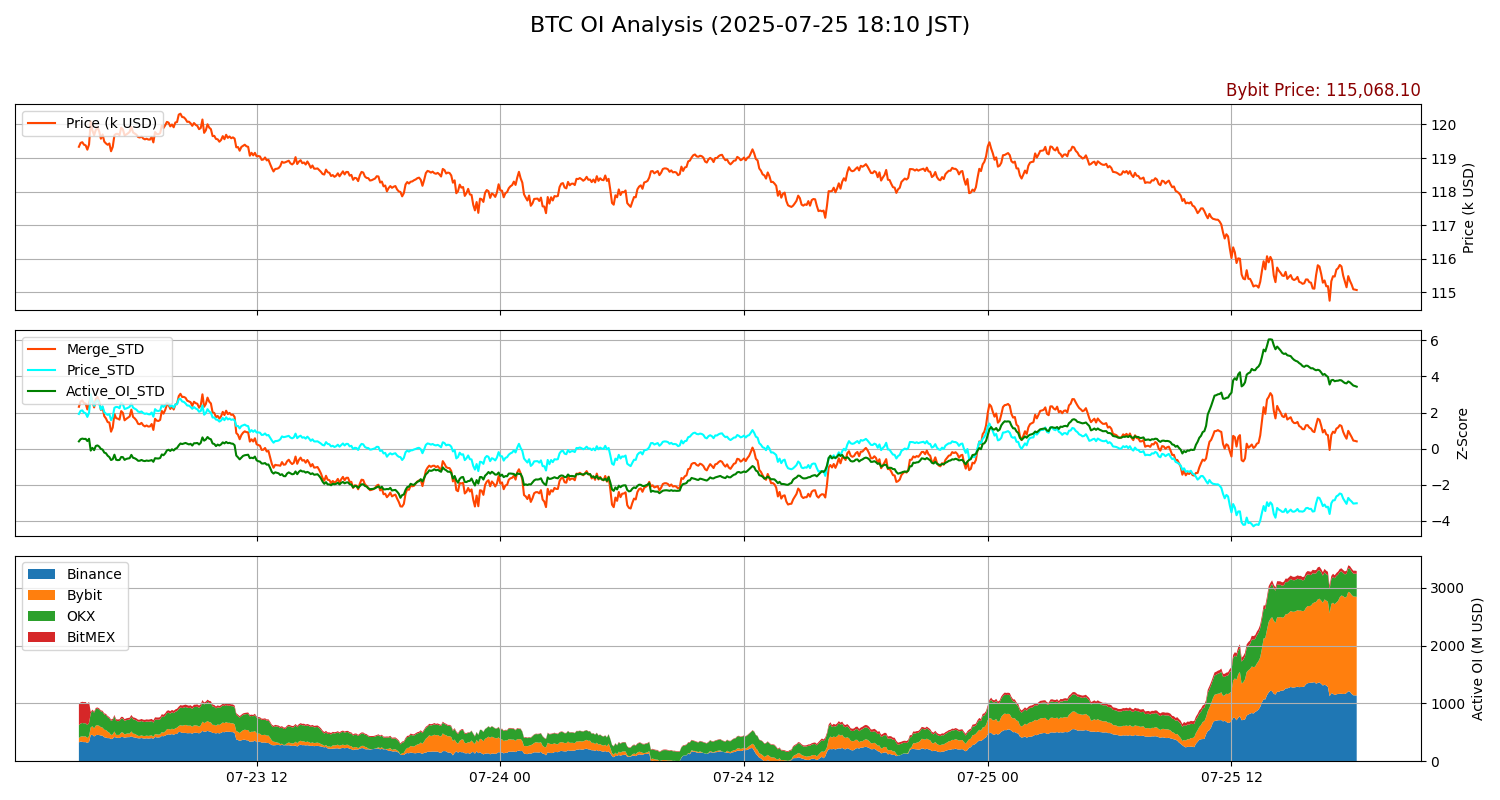 BTC OI Analysis (2025-07-25 18:10 JST)
Bybit Price: 115,068.10
Price (k USD)
120
119
118
117
116
115
Price (k USD)
Merge_STD
Price_STD
Active_OI_STD
6
4
2
0
−2
−4
Z-Score
Binance
Bybit
OKX
BitMEX
3000
2000
1000
0
Active OI (M USD)
07-23 12
07-24 00
07-24 12
07-25 00
07-25 12